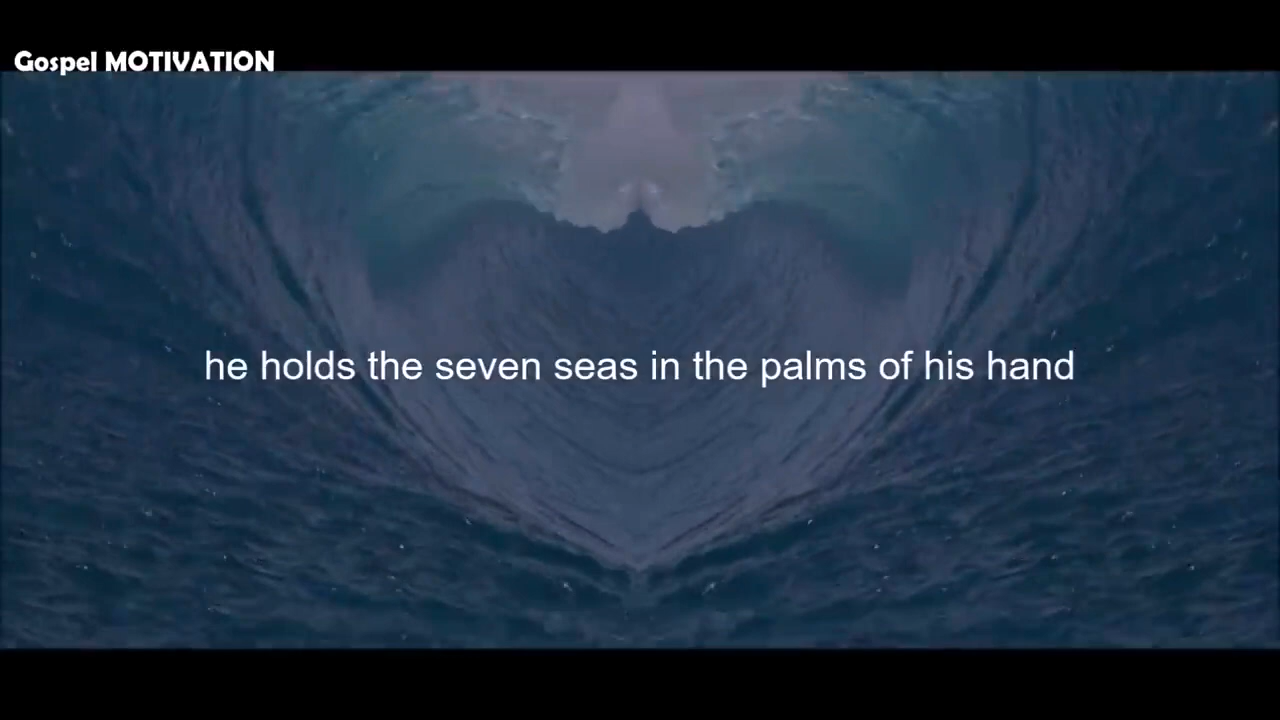 Gospel MOTIVATION
he holds the seven seas in the palms of his hand